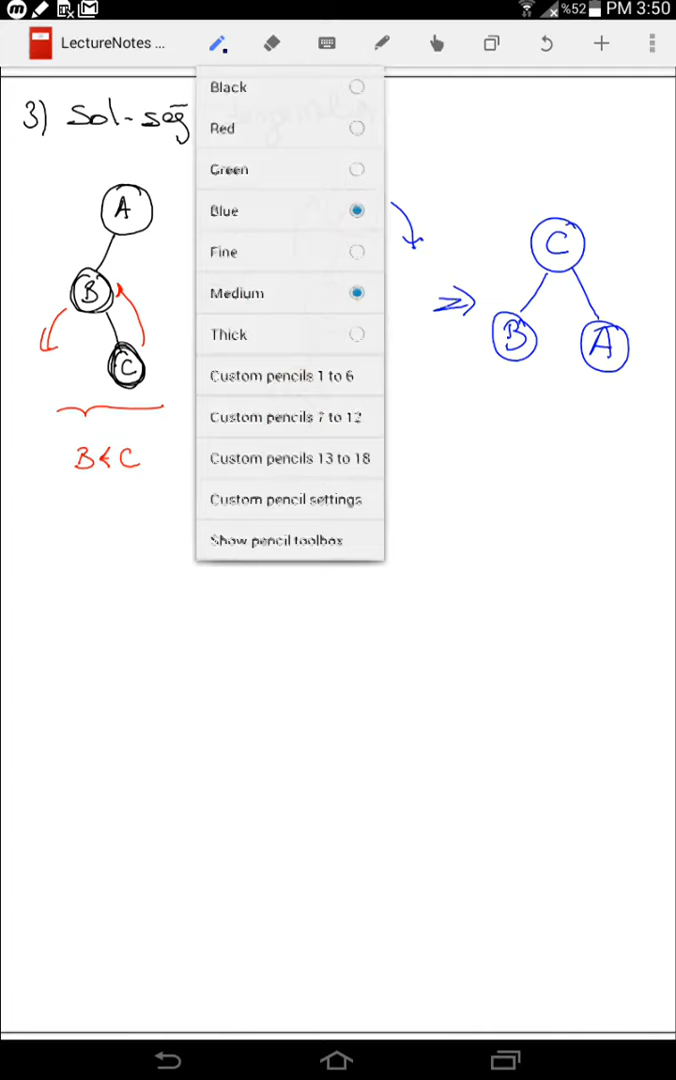 %52 PM 3:50
LectureNotes ...
3) Sol-sağ
Black
Red
Green
Blue
Fine
Medium
Thick
Custom pencils 1 to 6
Custom pencils 7 to 12
Custom pencils 13 to 18
Custom pencil settings
Show pencil toolbox
A
B
C
B < C
C
B
A